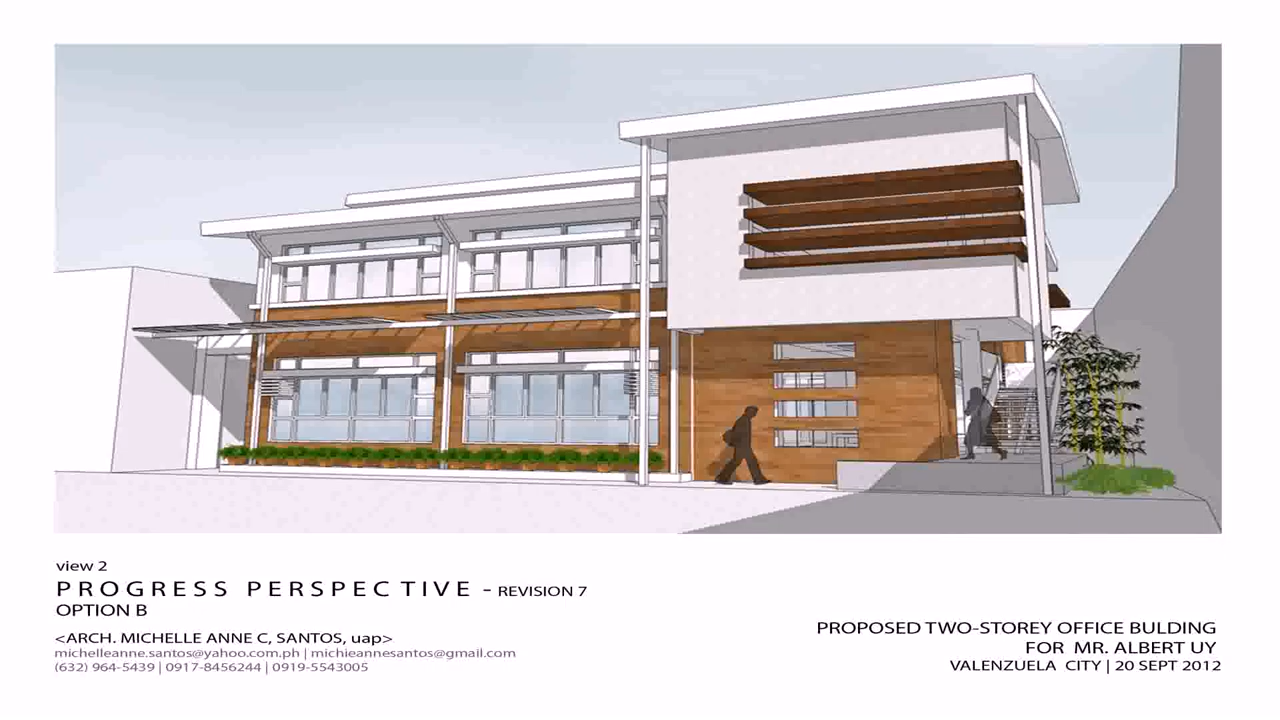 view 2
PROGRESS PERSPECTIVE - REVISION 7
OPTION B
<ARCH. MICHELLE ANNE C, SANTOS, uap>
michelleanne.santos@yahoo.com.ph | michieannesantos@gmail.com
(632) 964-5439 | 0917-8456244 | 0919-5543005
PROPOSED TWO-STOREY OFFICE BULDING
FOR MR. ALBERT UY
VALENZUELA CITY | 20 SEPT 2012